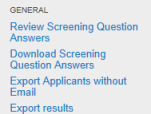 GENERAL
Review Screening Question
Answers
Download Screening
Question Answers
Export Applicants without
Email
Export results